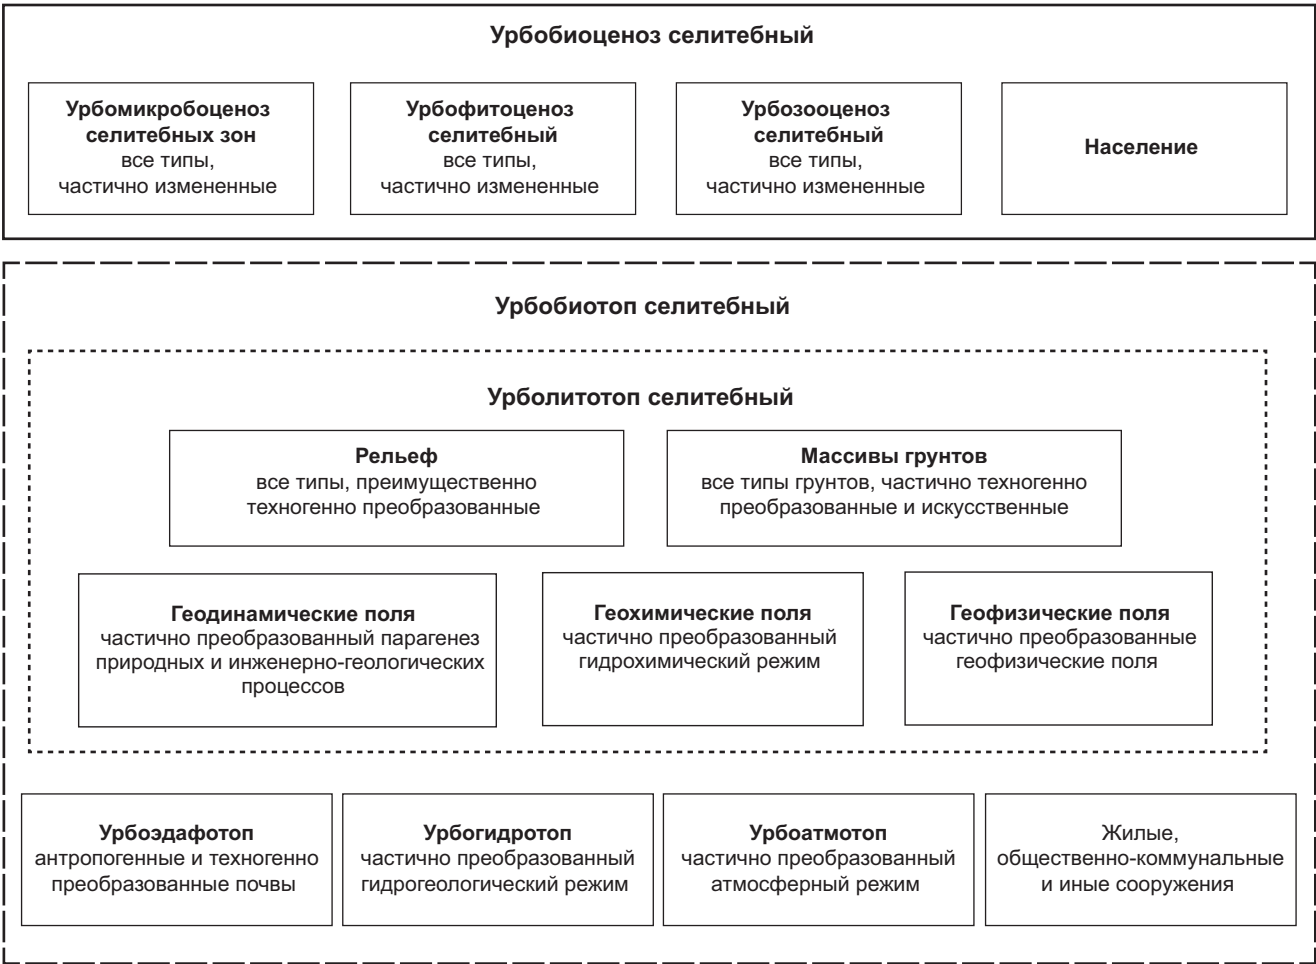 Урбобиоценоз селитебный
Урбомикробоценоз
селитебных зон
все типы,
частично измененные
Урбофитоценоз
селитебный
все типы,
частично измененные
Урбозооценоз
селитебный
все типы,
частично измененные
Население
Урбобиотоп селитебный
Урболитотоп селитебный
Рельеф
все типы, преимущественно
техногенно преобразованные
Массивы грунтов
все типы грунтов, частично техногенно
преобразованные и искусственные
Геодинамические поля
частично преобразованный парагенез
природных и инженерно-геологических
процессов
Геохимические поля
частично преобразованный
гидрохимический режим
Геофизические поля
частично преобразованные
геофизические поля
Урбоэдафотоп
антропогенные и техногенно
преобразованные почвы
Урбогидротоп
частично преобразованный
гидрогеологический режим
Урбоатмотоп
частично преобразованный
атмосферный режим
Жилые,
общественно-коммунальные
и иные сооружения